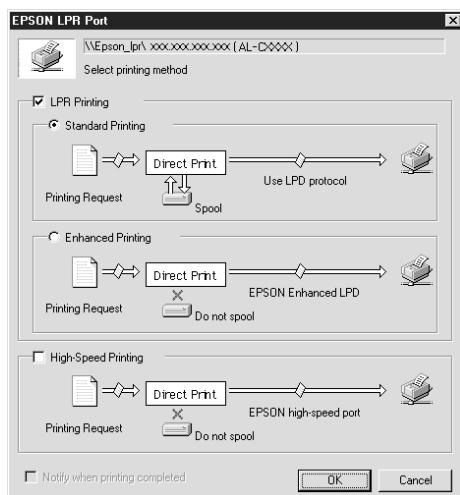 EPSON LPR Port
\\Epson_lpr\ xxx.xxx.xxx.xxx ( AL-CXXXX )
Select printing method
LPR Printing
Standard Printing
Direct Print
Use LPD protocol
Printing Request
Spool
Enhanced Printing
Direct Print
EPSON Enhanced LPD
Printing Request
Do not spool
High-Speed Printing
Direct Print
EPSON high-speed port
Printing Request
Do not spool
Notify when printing completed
OK
Cancel